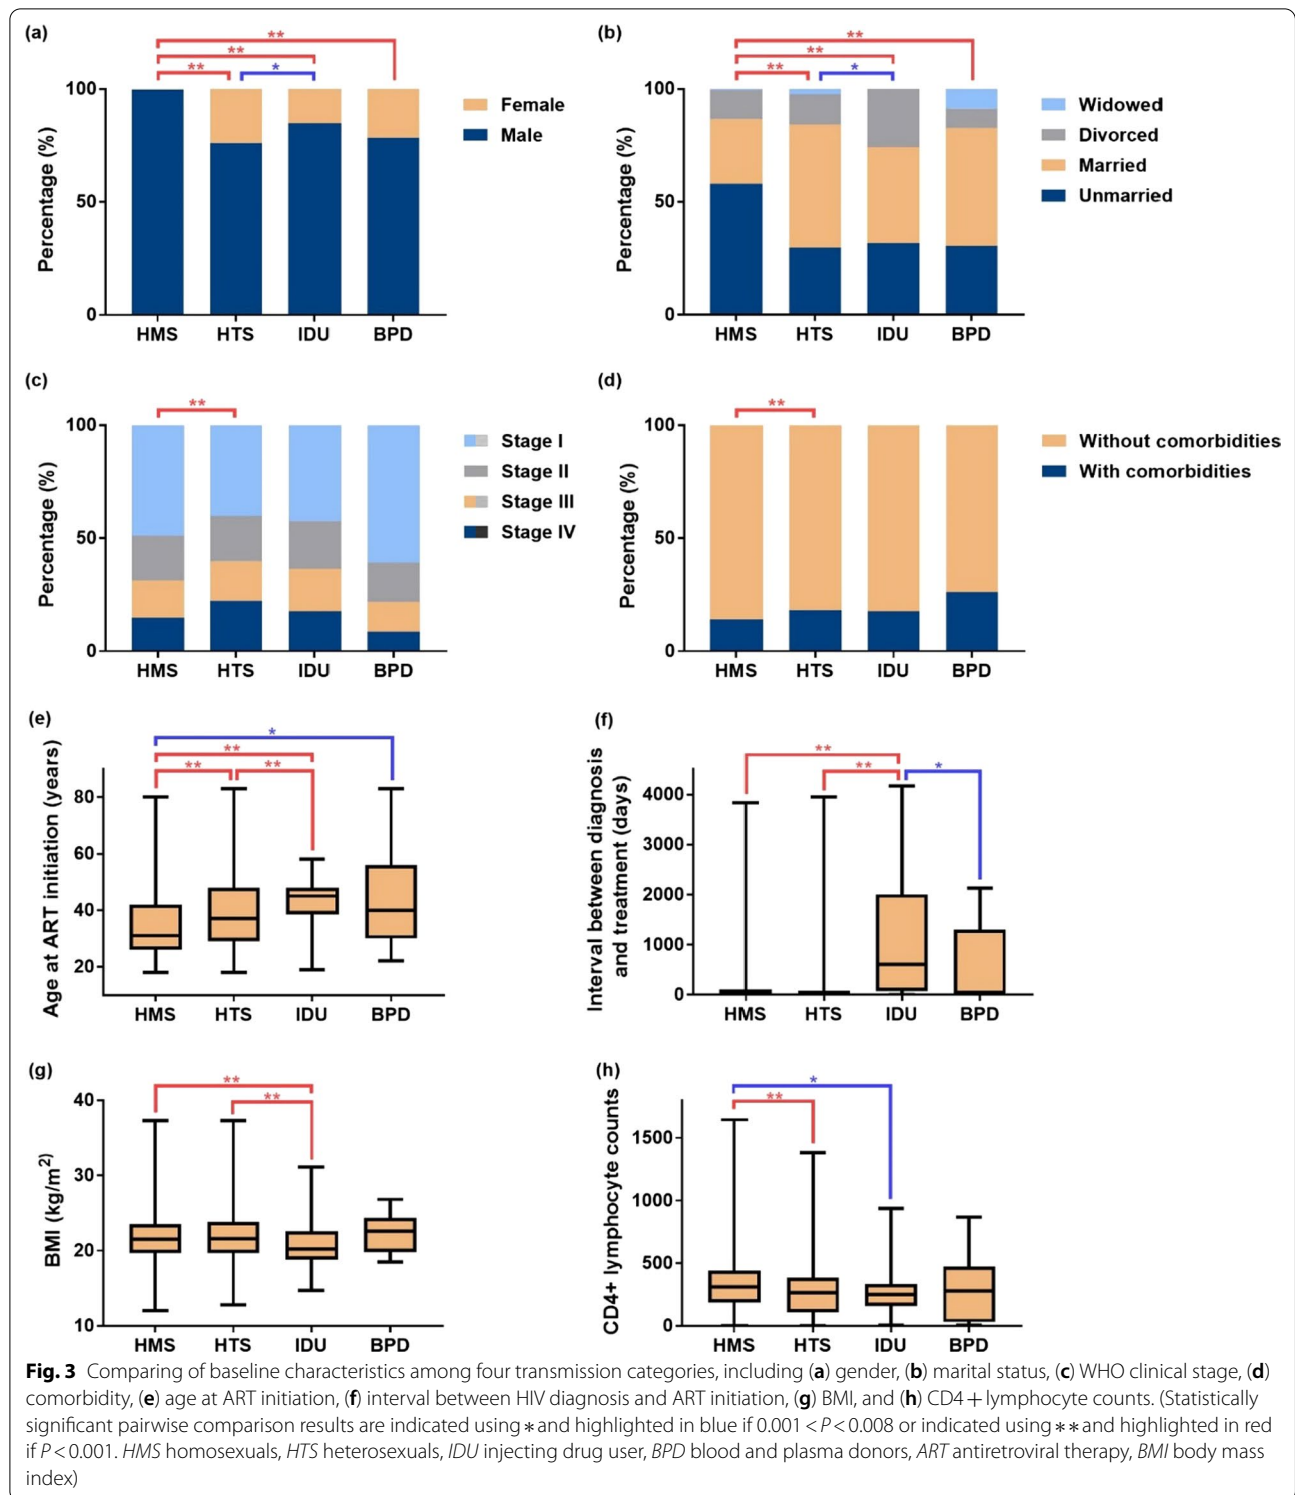 (a)
**
**
**
*
100
50
0
Percentage (%)
HMS HTS IDU BPD
Female
Male
(b)
**
**
**
*
100
50
0
Percentage (%)
HMS HTS IDU BPD
Widowed
Divorced
Married
Unmarried
(c)
**
100
50
0
Percentage (%)
HMS HTS IDU BPD
Stage I
Stage II
Stage III
Stage IV
(d)
**
100
50
0
Percentage (%)
HMS HTS IDU BPD
Without comorbidities
With comorbidities
(e)
*
**
**
**
80
60
40
20
Age at ART initiation (years)
HMS HTS IDU BPD
(f)
**
**
*
4000
3000
2000
1000
0
Interval between diagnosis
and treatment (days)
HMS HTS IDU BPD
(g)
**
**
40
30
20
10
BMI (kg/m²)
HMS HTS IDU BPD
(h)
*
**
1500
1000
500
0
CD4+ lymphocyte counts
HMS HTS IDU BPD
Fig. 3 Comparing of baseline characteristics among four transmission categories, including (a) gender, (b) marital status, (c) WHO clinical stage, (d)
comorbidity, (e) age at ART initiation, (f) interval between HIV diagnosis and ART initiation, (g) BMI, and (h) CD4 + lymphocyte counts. (Statistically
significant pairwise comparison results are indicated using * and highlighted in blue if 0.001 < P < 0.008 or indicated using ** and highlighted in red
if P < 0.001. HMS homosexuals, HTS heterosexuals, IDU injecting drug user, BPD blood and plasma donors, ART antiretroviral therapy, BMI body mass
index)